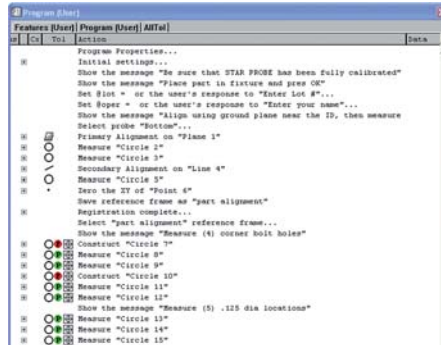 Program (User)
Features (User) Program (User) AllTol
Cx Tol Action Data
Program Properties...
Initial settings...
Show the message "Be sure that STAR PROBE has been fully calibrated"
Show the message "Place part in fixture and pres OK"
Set @lot = or the user's response to "Enter Lot #"...
Set @oper = or the user's response to "Enter your name"...
Show the message "Align using ground plane near the ID, then measure
Select probe "Bottom"...
Primary Alignment on "Plane 1"
Measure "Circle 2"
Measure "Circle 3"
Secondary Alignment on "Line 4"
Measure "Circle 5"
Zero the XY of "Point 6"
Save reference frame as "part alignment"
Registration complete...
Select "part alignment" reference frame...
Show the message "Measure (4) corner bolt holes"
Construct "Circle 7"
Measure "Circle 8"
Measure "Circle 9"
Construct "Circle 10"
Measure "Circle 11"
Measure "Circle 12"
Show the message "Measure (5) .125 dia locations"
Measure "Circle 13"
Measure "Circle 14"
Measure "Circle 15"